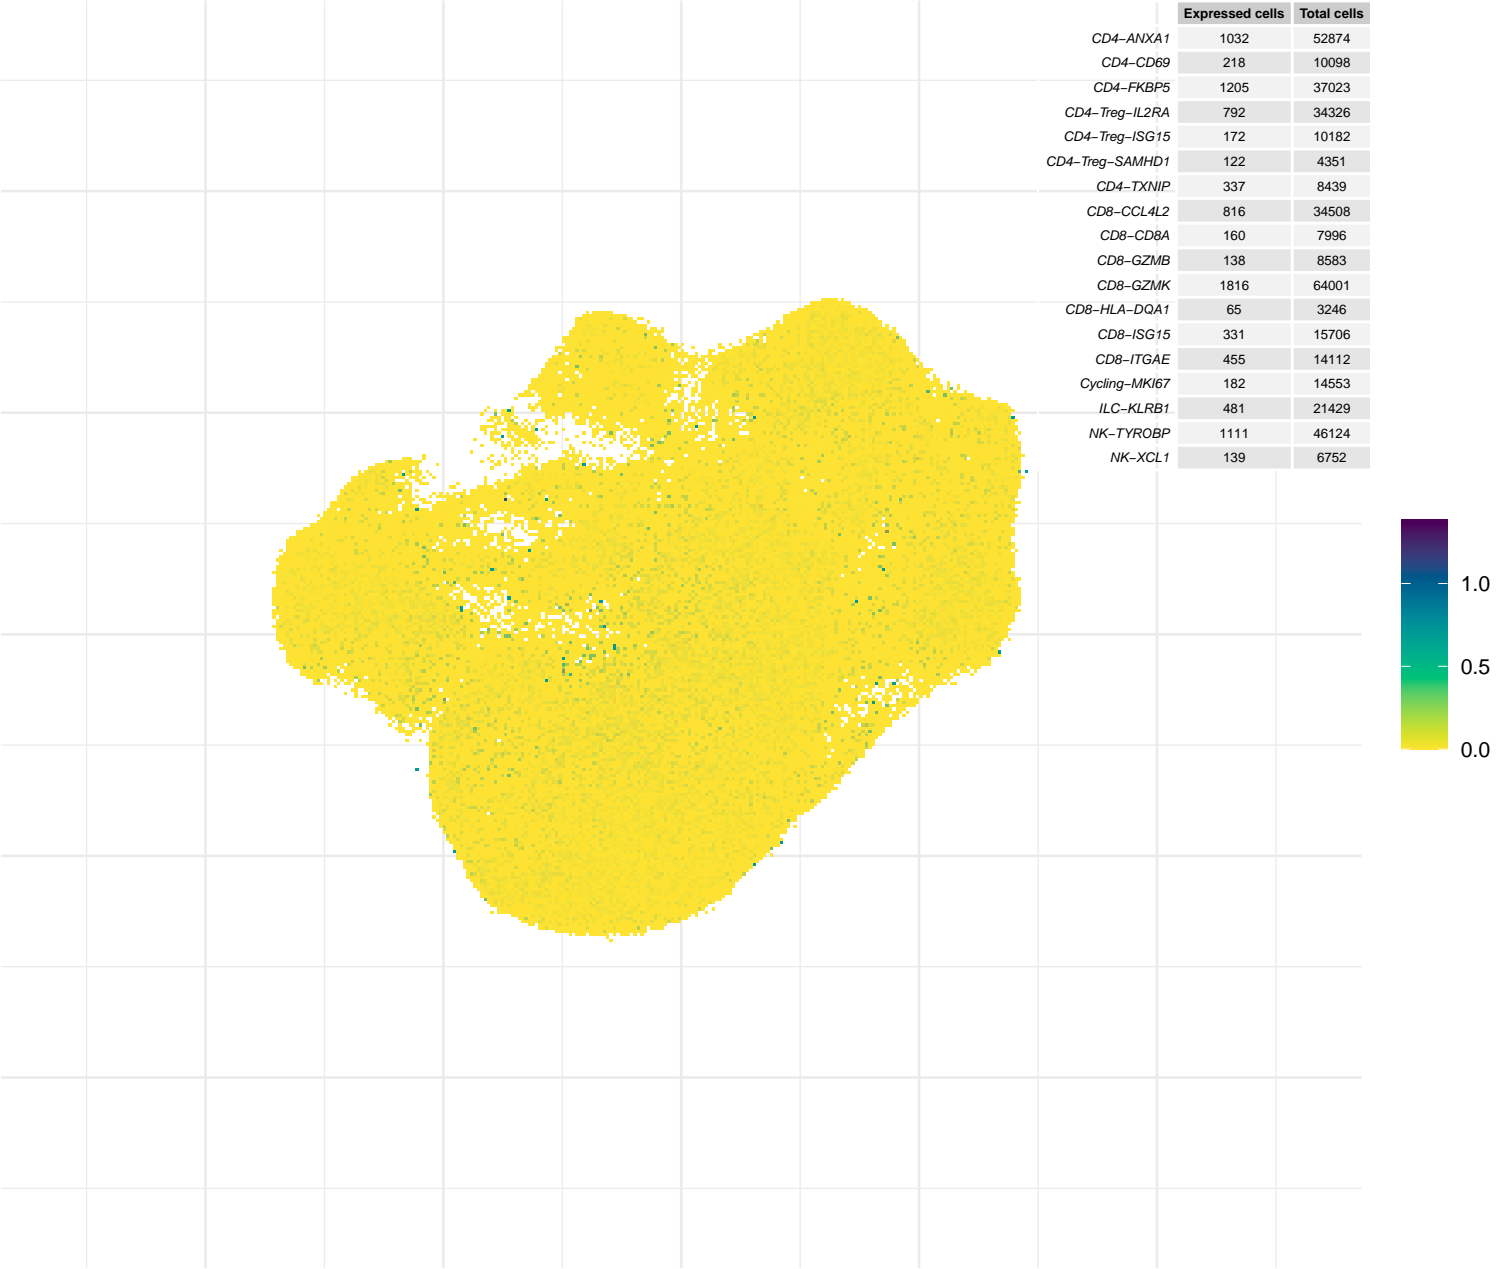 Expressed cells Total cells
CD4−ANXA1 1032 52874
CD4−CD69 218 10098
CD4−FKBP5 1205 37023
CD4−Treg−IL2RA 792 34326
CD4−Treg−ISG15 172 10182
CD4−Treg−SAMHD1 122 4351
CD4−TXNIP 337 8439
CD8−CCL4L2 816 34508
CD8−CD8A 160 7996
CD8−GZMB 138 8583
CD8−GZMK 1816 64001
CD8−HLA−DQA1 65 3246
CD8−ISG15 331 15706
CD8−ITGAE 455 14112
Cycling−MKI67 182 14553
ILC−KLRB1 481 21429
NK−TYROBP 1111 46124
NK−XCL1 139 6752
1.0
0.5
0.0